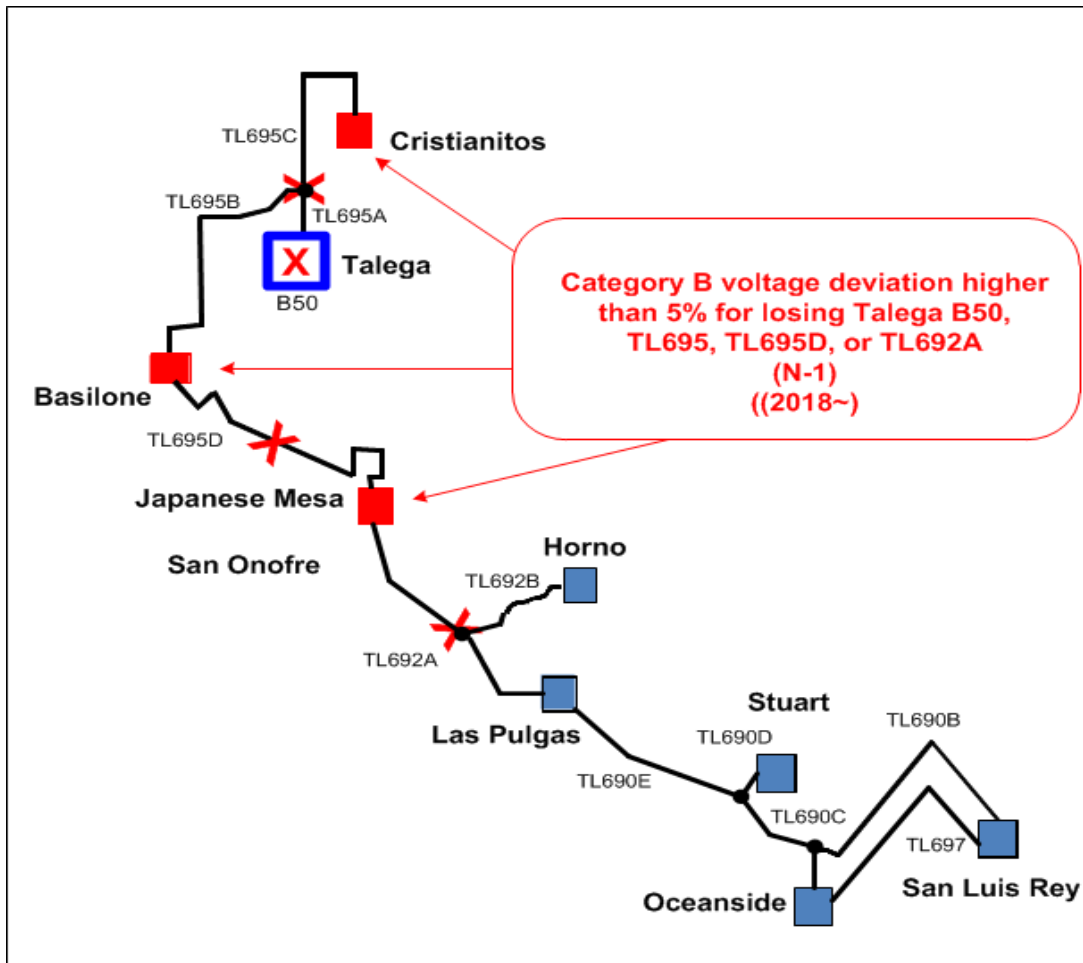 TL695C
Cristianitos
TL695B
TL695A
X
Talega
B50
Category B voltage deviation higher
than 5% for losing Talega B50,
TL695, TL695D, or TL692A
(N-1)
((2018~)
Basilone
TL695D
Japanese Mesa
San Onofre
Horno
TL692B
TL692A
Las Pulgas
Stuart
TL690B
TL690D
TL690E
TL690C
TL697
San Luis Rey
Oceanside